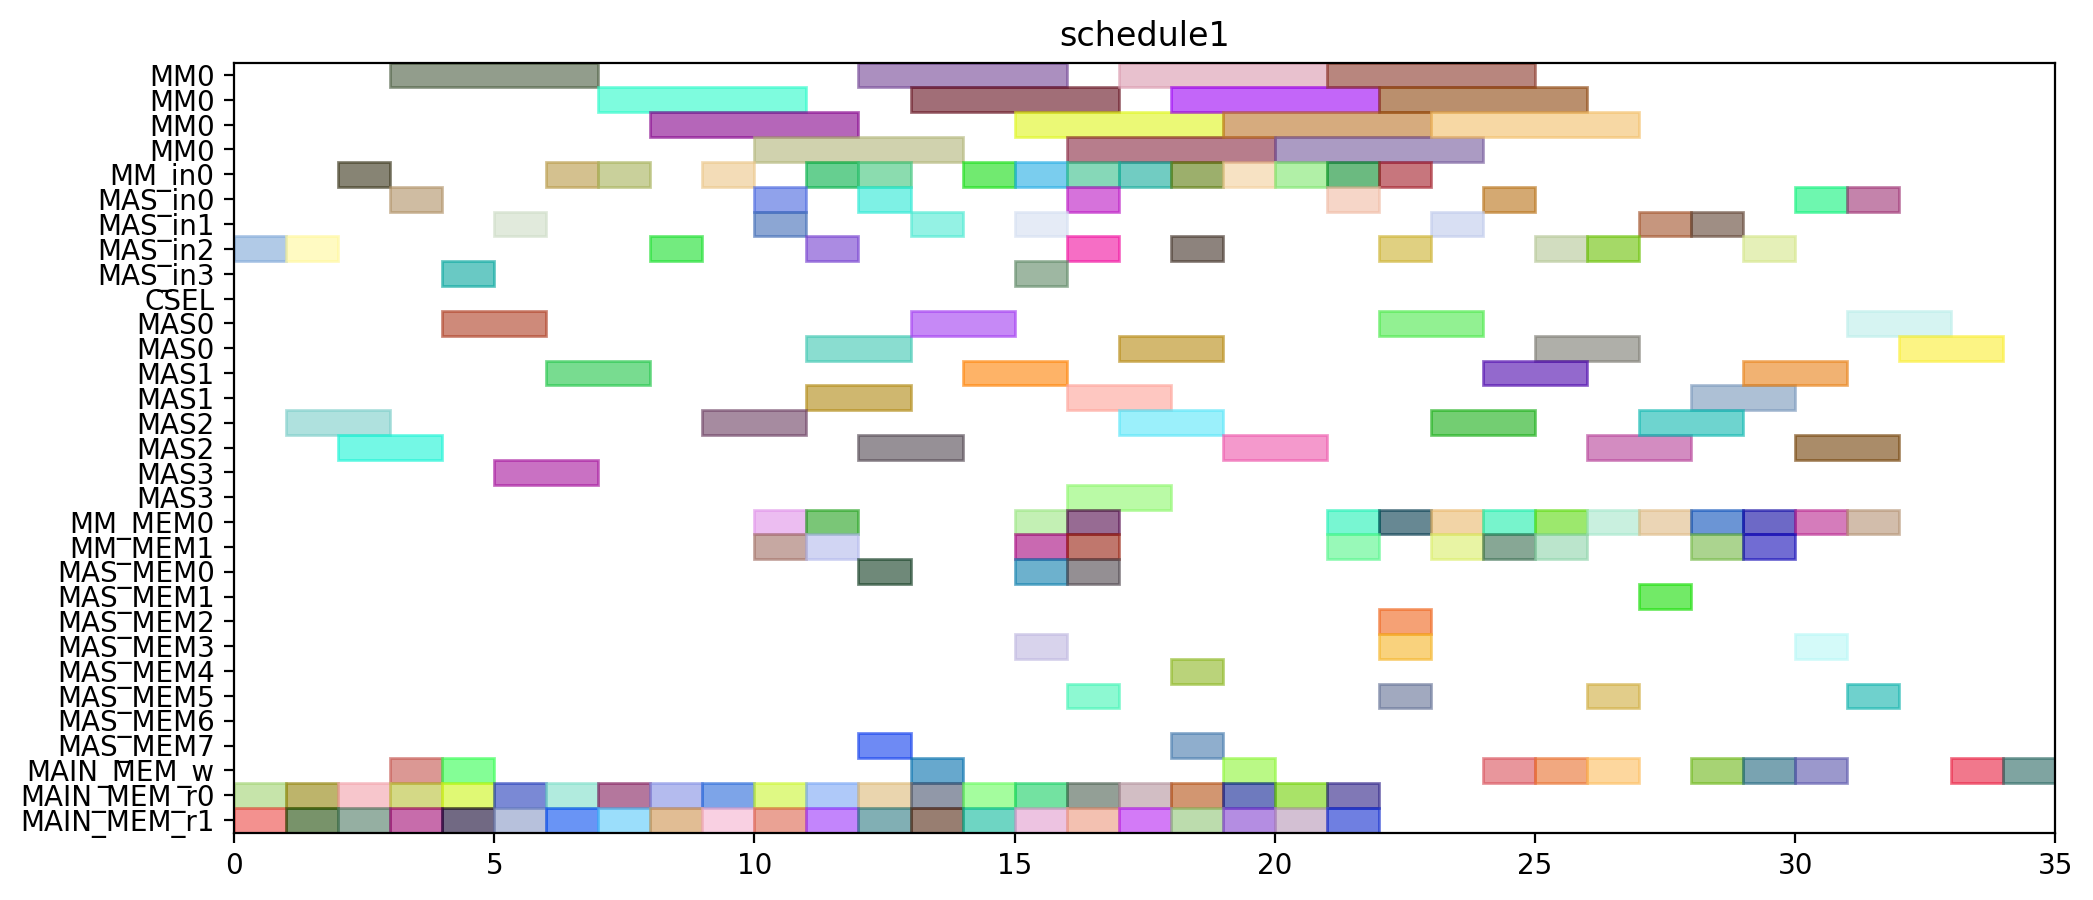 schedule1
MM0
MM0
MM0
MM0
MM_in0
MAS_in0
MAS_in1
MAS_in2
MAS_in3
CSEL
MAS0
MAS0
MAS1
MAS1
MAS2
MAS2
MAS3
MAS3
MM_MEM0
MM_MEM1
MAS_MEM0
MAS_MEM1
MAS_MEM2
MAS_MEM3
MAS_MEM4
MAS_MEM5
MAS_MEM6
MAS_MEM7
MAIN_MEM_w
MAIN_MEM_r0
MAIN_MEM_r1
0 5 10 15 20 25 30 35